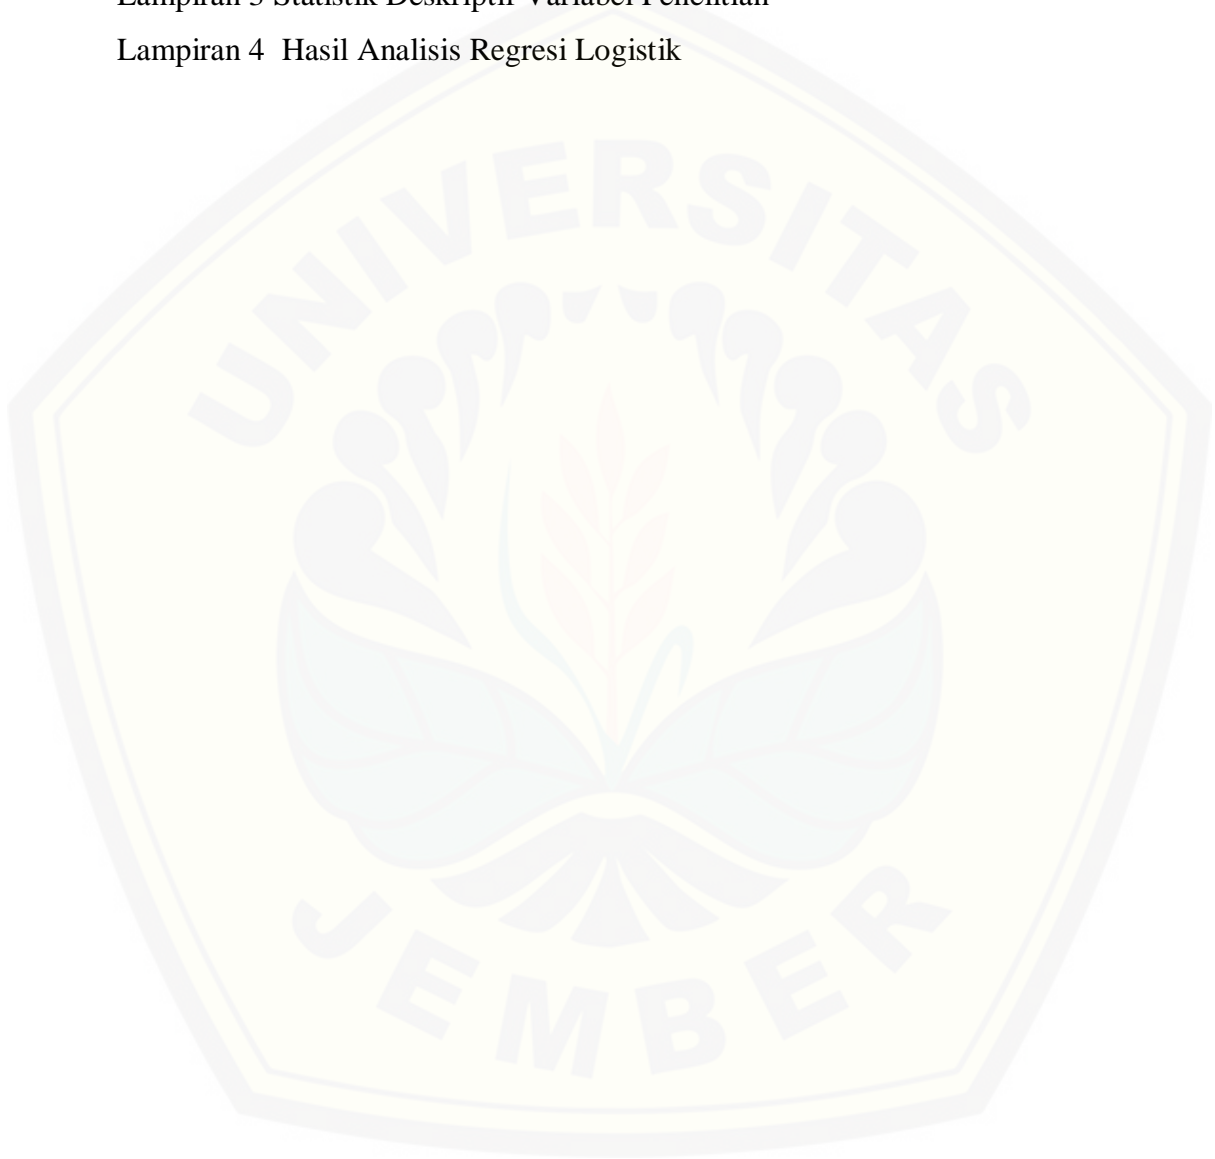 Lampiran 3 Statistik Deskriptif Variabel Penelitian
Lampiran 4 Hasil Analisis Regresi Logistik
UNIVERSITAS
JEMBER